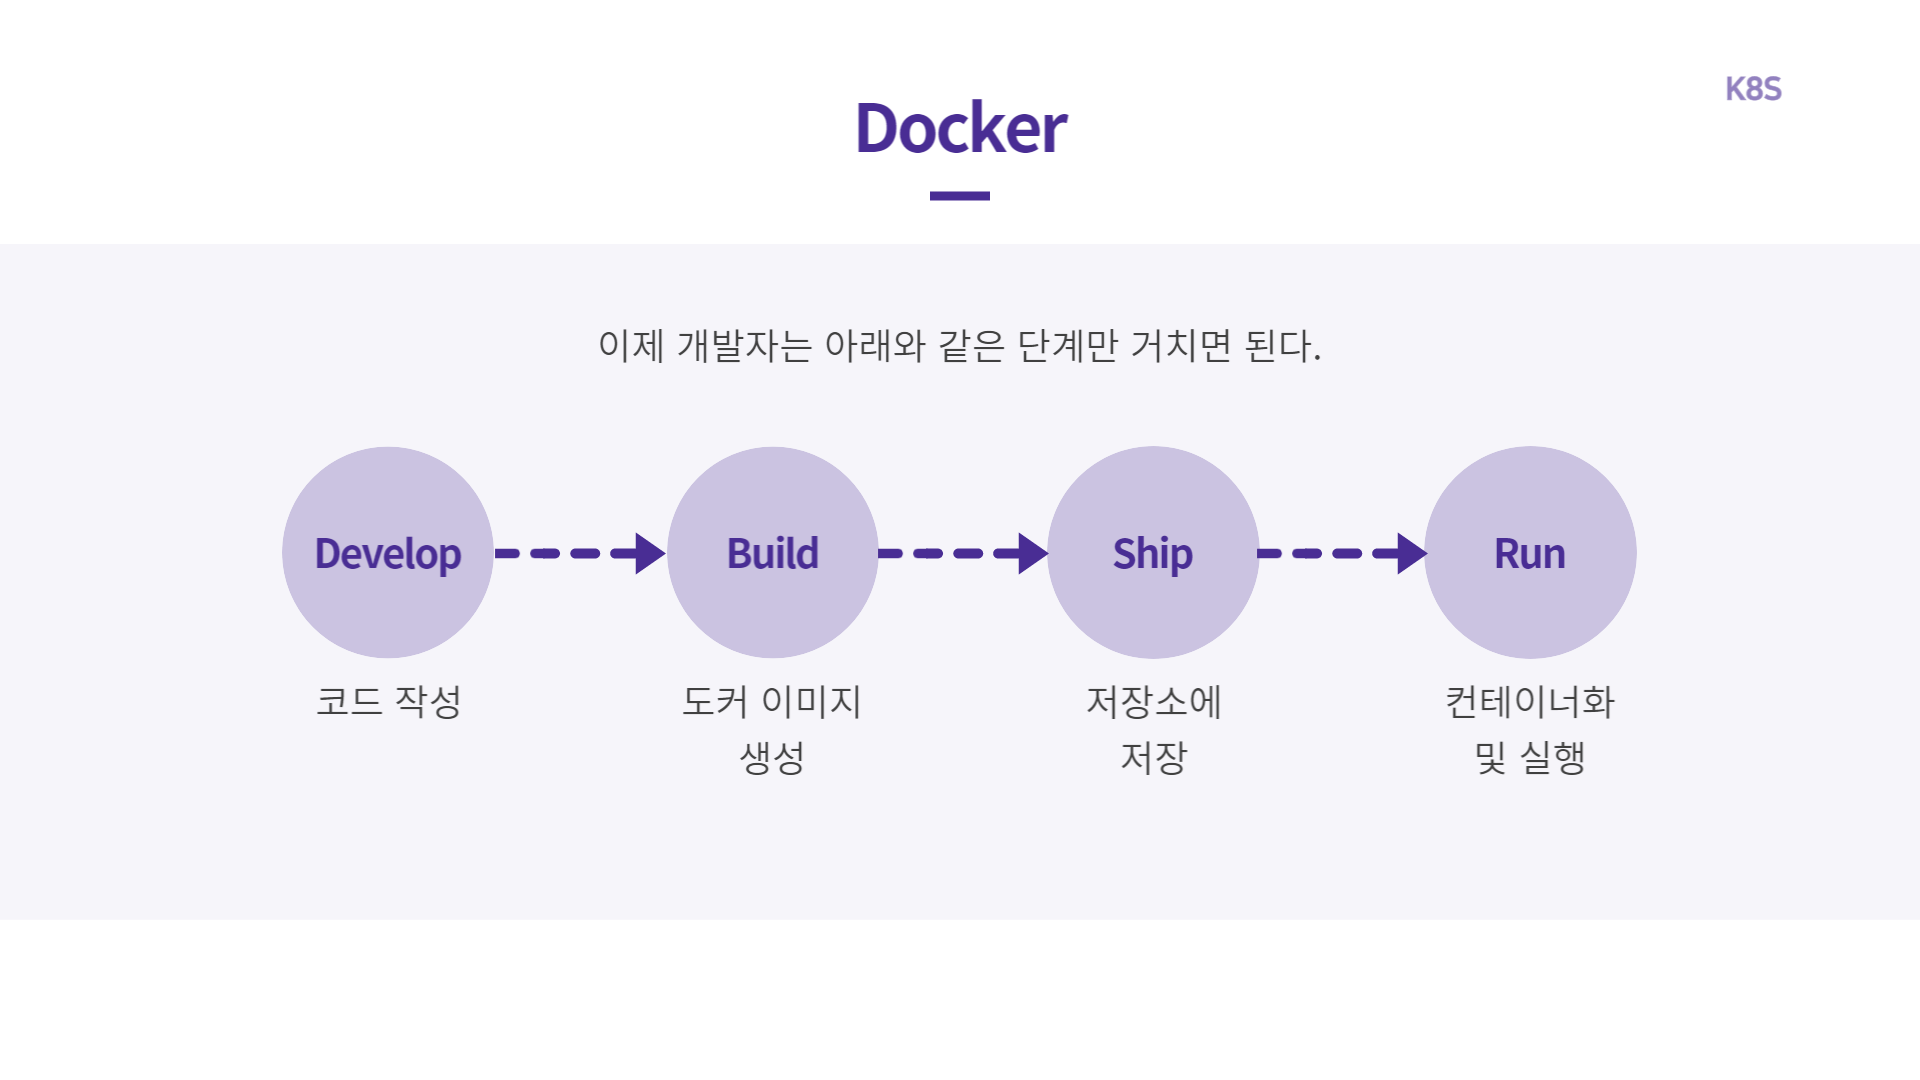 K8S
Docker
이제 개발자는 아래와 같은 단계만 거치면 된다.
Develop
Build
Ship
Run
코드 작성
도커 이미지
생성
저장소에
저장
컨테이너화
및 실행